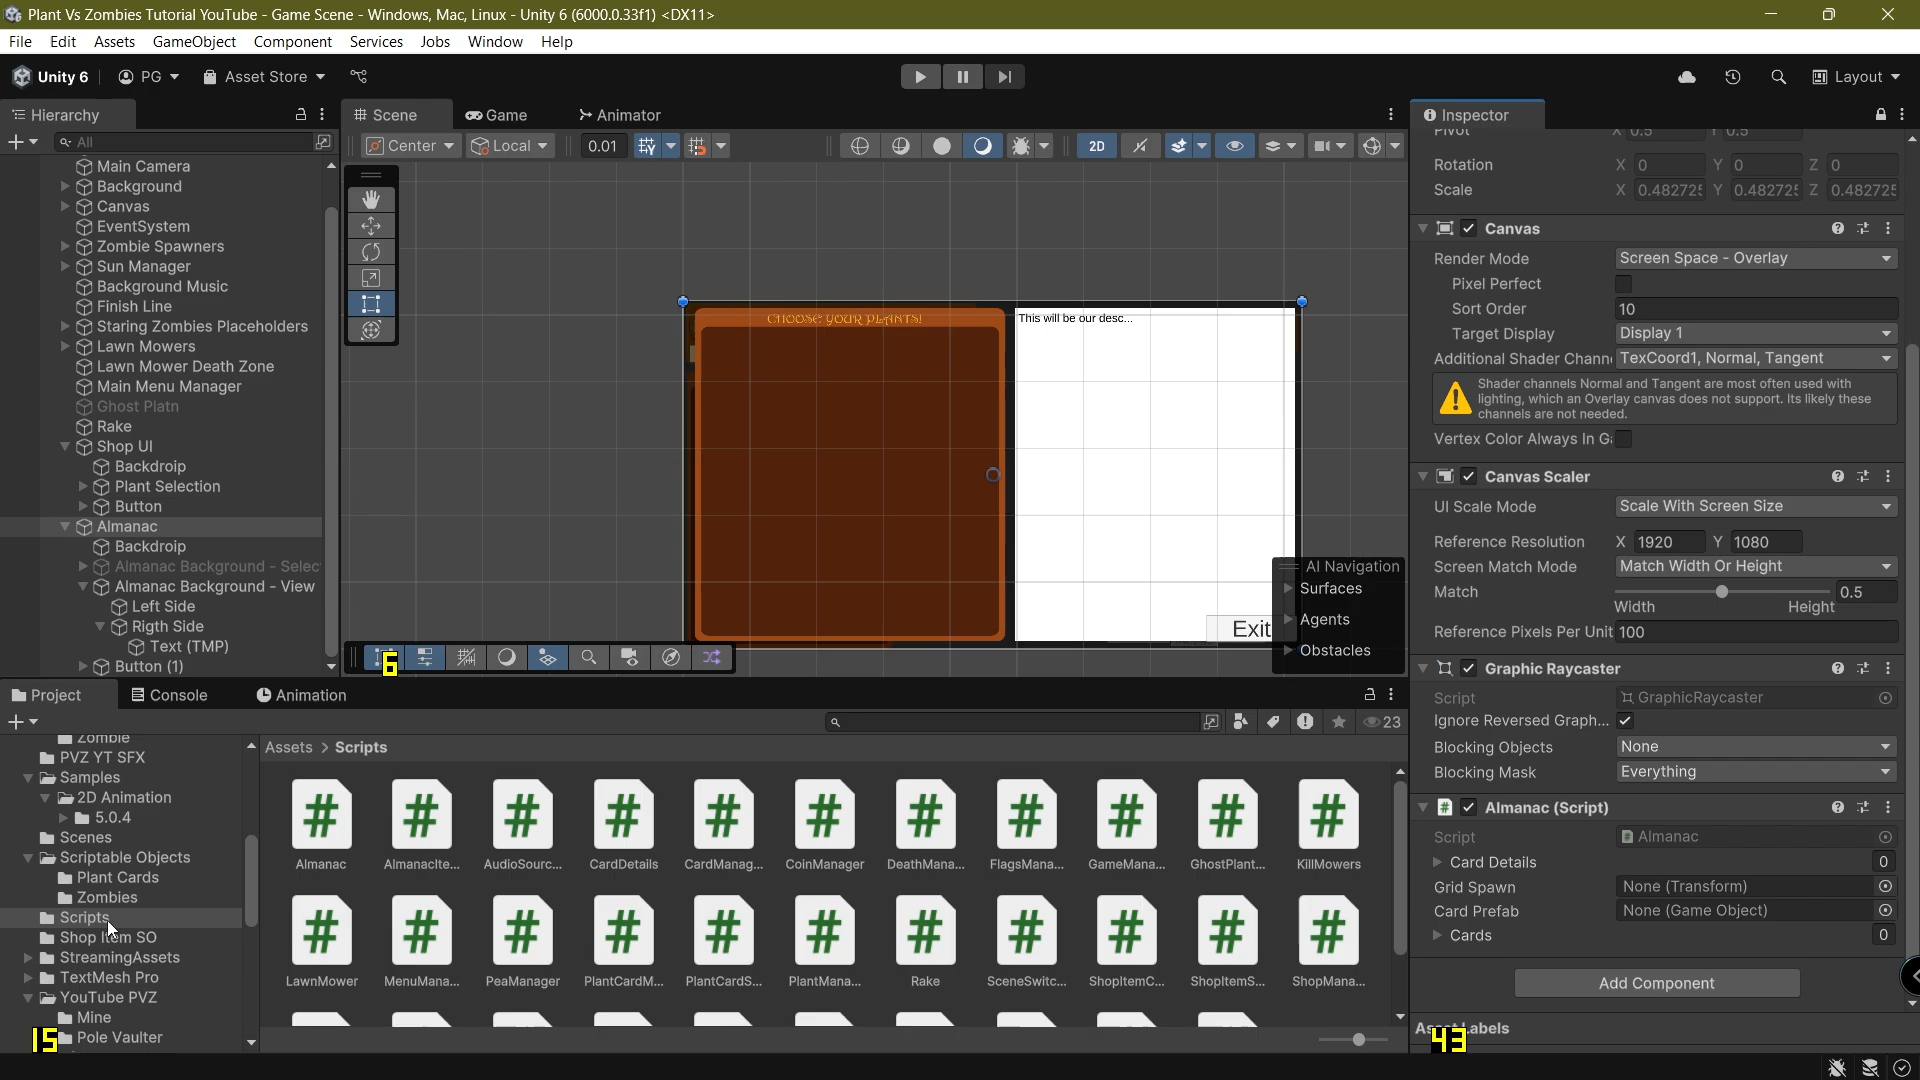 Plant Vs Zombies Tutorial YouTube - Game Scene - Windows, Mac, Linux - Unity 6 (6000.0.33f1) <DX11>
File Edit Assets GameObject Component Services Jobs Window Help
Unity 6 PG Asset Store Layout
Hierarchy
All
Main Camera
Background
Canvas
EventSystem
Zombie Spawners
Sun Manager
Background Music
Finish Line
Staring Zombies Placeholders
Lawn Mowers
Lawn Mower Death Zone
Main Menu Manager
Ghost Platn
Rake
Shop UI
Backdroip
Plant Selection
Button
Almanac
Backdroip
Almanac Background - Selec
Almanac Background - View
Left Side
Rigth Side
Text (TMP)
Button (1)
Scene Game Animator
Center Local 0.01 2D
CHOOSE YOUR PLANTS!
This will be our desc...
Exit
AI Navigation
Surfaces
Agents
Obstacles
6
Inspector
Pivot X 0.5 Y 0.5
Rotation X 0 Y 0 Z 0
Scale X 0.482725 Y 0.482725 Z 0.482725
Canvas
Render Mode Screen Space - Overlay
Pixel Perfect
Sort Order 10
Target Display Display 1
Additional Shader Chann TexCoord1, Normal, Tangent
Shader channels Normal and Tangent are most often used with
lighting, which an Overlay canvas does not support. Its likely these
channels are not needed.
Vertex Color Always In Ga
Canvas Scaler
UI Scale Mode Scale With Screen Size
Reference Resolution X 1920 Y 1080
Screen Match Mode Match Width Or Height
Match 0.5
Width Height
Reference Pixels Per Unit 100
Graphic Raycaster
Script GraphicRaycaster
Ignore Reversed Graph...
Blocking Objects None
Blocking Mask Everything
Almanac (Script)
Script Almanac
Card Details 0
Grid Spawn None (Transform)
Card Prefab None (Game Object)
Cards 0
Add Component
Asset Labels
43
Project Console Animation
23
Zombie
PVZ YT SFX
Samples
2D Animation
5.0.4
Scenes
Scriptable Objects
Plant Cards
Zombies
Scripts
Shop Item SO
StreamingAssets
TextMesh Pro
YouTube PVZ
Mine
Pole Vaulter
15
Assets > Scripts
Almanac AlmanacIte... AudioSourc... CardDetails CardManag... CoinManager DeathMana... FlagsMana... GameMana... GhostPlant... KillMowers
LawnMower MenuMana... PeaManager PlantCardM... PlantCardS... PlantMana... Rake SceneSwitc... ShopItemC... ShopItemS... ShopMana...